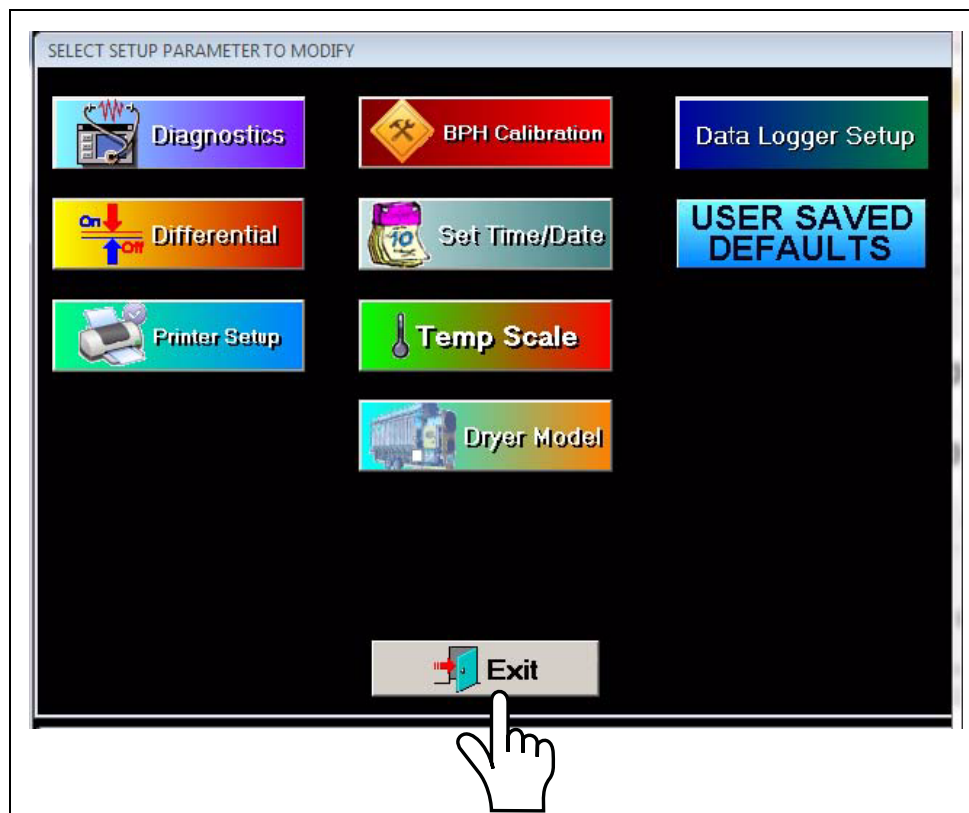 SELECT SETUP PARAMETER TO MODIFY
Diagnostics
BPH Calibration
Data Logger Setup
On
Off
Differential
10
Set Time/Date
USER SAVED
DEFAULTS
Printer Setup
Temp Scale
Dryer Model
Exit